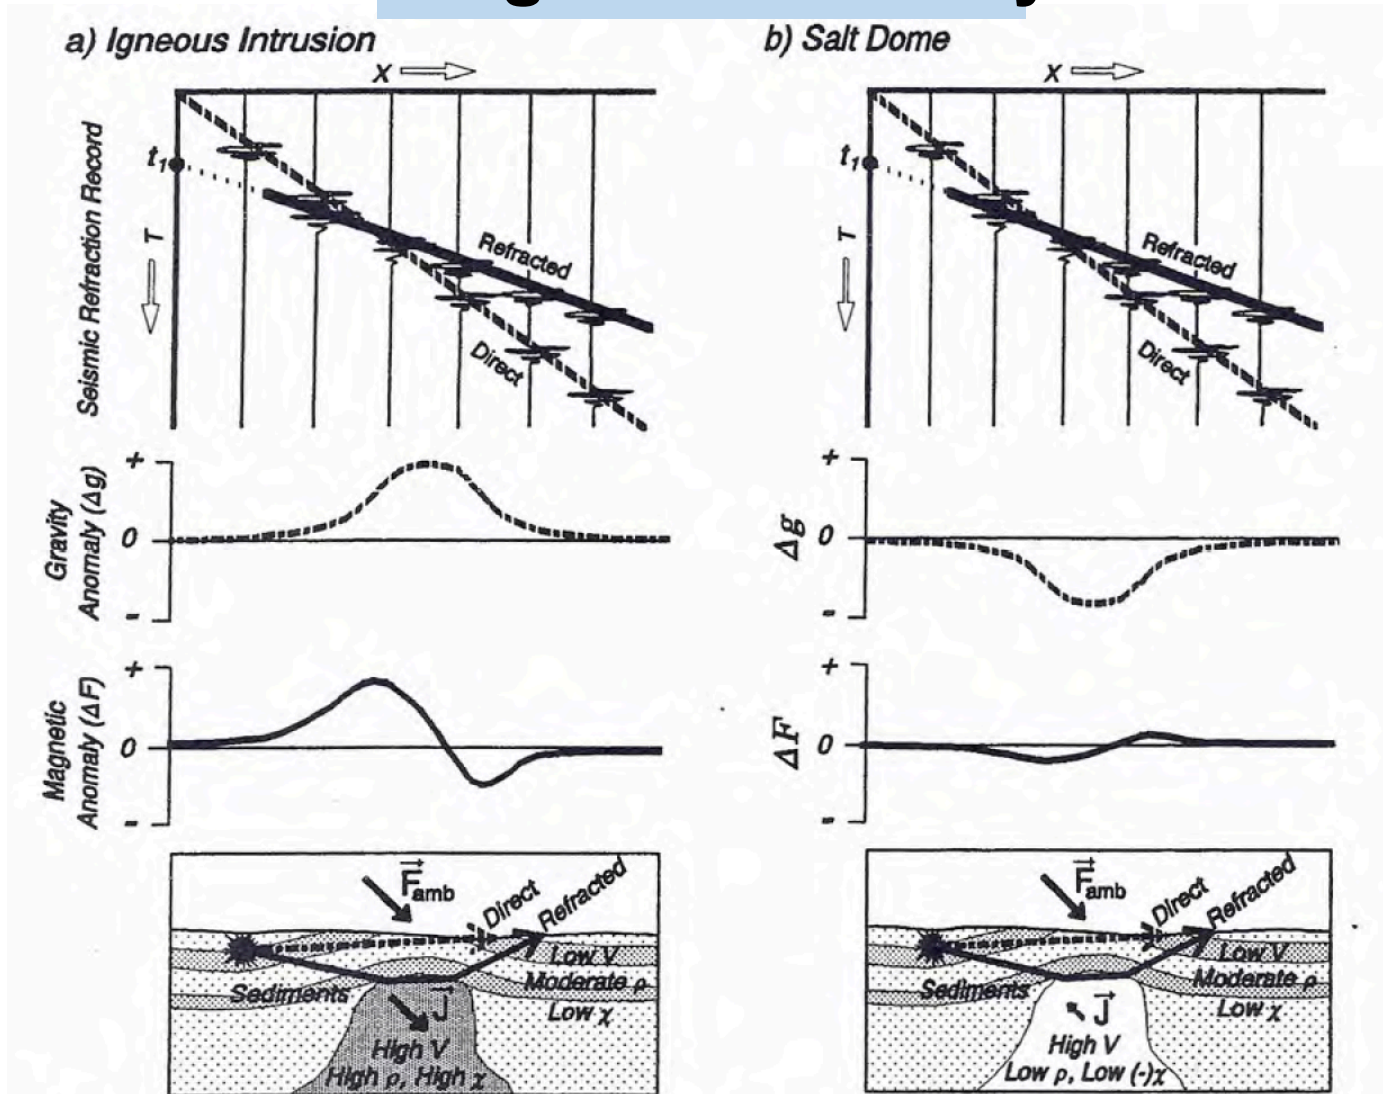 a) Igneous Intrusion
X
Seismic Refraction Record
t₁
T
Refracted
Direct
Gravity
Anomaly (Δg)
+
0
-
Magnetic
Anomaly (ΔF)
+
0
-
F⃗amb
Direct
Refracted
Low V
Sediments
Moderate ρ
Low χ
J⃗
High V
High ρ, High χ
b) Salt Dome
X
t₁
T
Refracted
Direct
Δg
+
0
-
ΔF
+
0
-
F⃗amb
Direct
Refracted
Low V
Sediments
Moderate ρ
Low χ
J⃗
High V
Low ρ, Low (-)χ